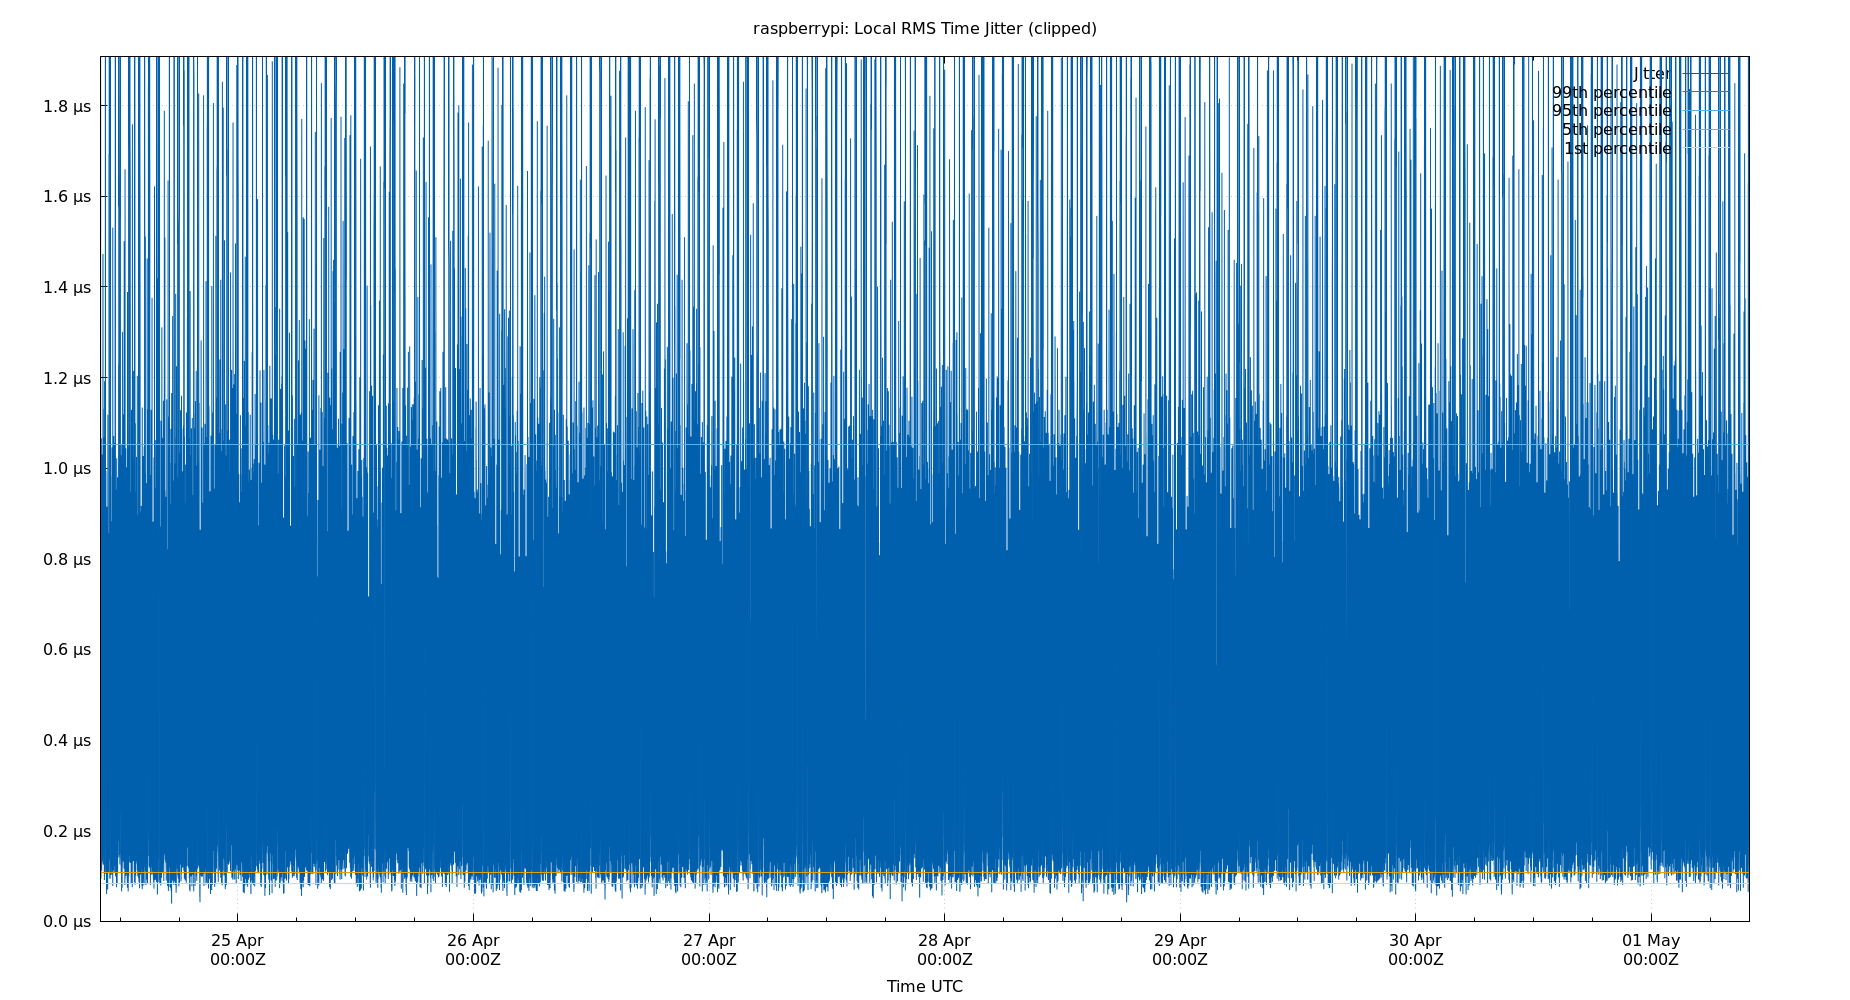 raspberrypi: Local RMS Time Jitter (clipped)
Jitter
99th percentile
95th percentile
5th percentile
1st percentile
1.8 µs
1.6 µs
1.4 µs
1.2 µs
1.0 µs
0.8 µs
0.6 µs
0.4 µs
0.2 µs
0.0 µs
25 Apr 26 Apr 27 Apr 28 Apr 29 Apr 30 Apr 01 May
00:00Z 00:00Z 00:00Z 00:00Z 00:00Z 00:00Z 00:00Z
Time UTC